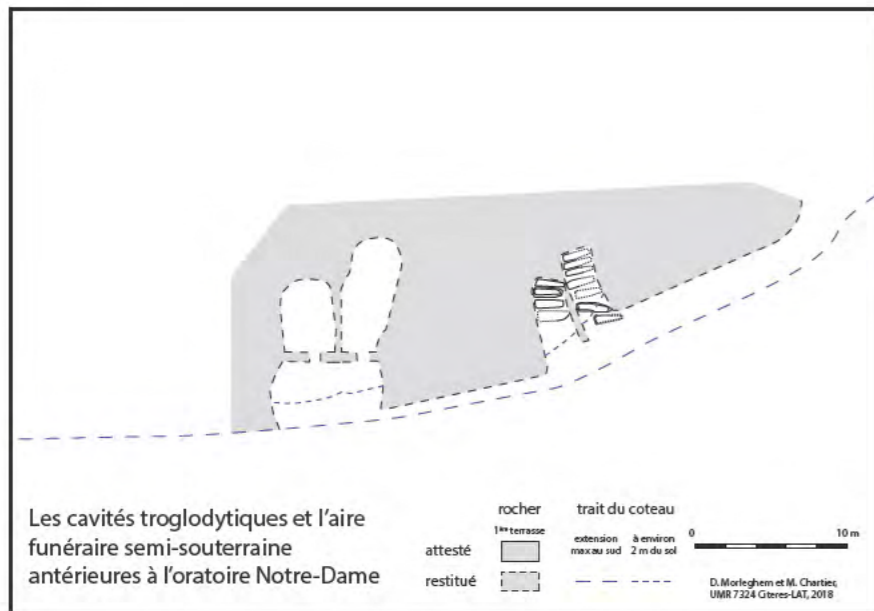 Les cavités troglodytiques et l'aire
funéraire semi-souterraine
antérieures à l'oratoire Notre-Dame
rocher
1ère terrasse
attesté
restitué
trait du coteau
extension
max au sud
à environ
2 m du sol
0
10 m
D. Morleghem et M. Chartier,
UMR 7324 Citeres-LAT, 2018